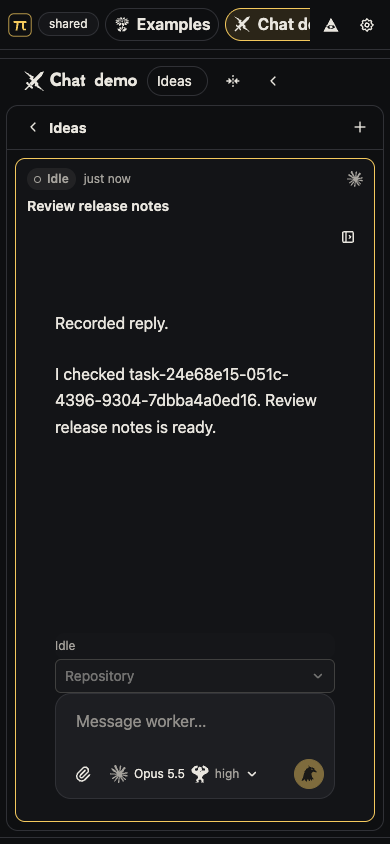 π
shared
Examples
Chat de
Chat demo
Ideas
Ideas
Idle
just now
Review release notes
Recorded reply.
I checked task-24e68e15-051c-
4396-9304-7dbba4a0ed16. Review
release notes is ready.
Idle
Repository
Message worker...
Opus 5.5
high